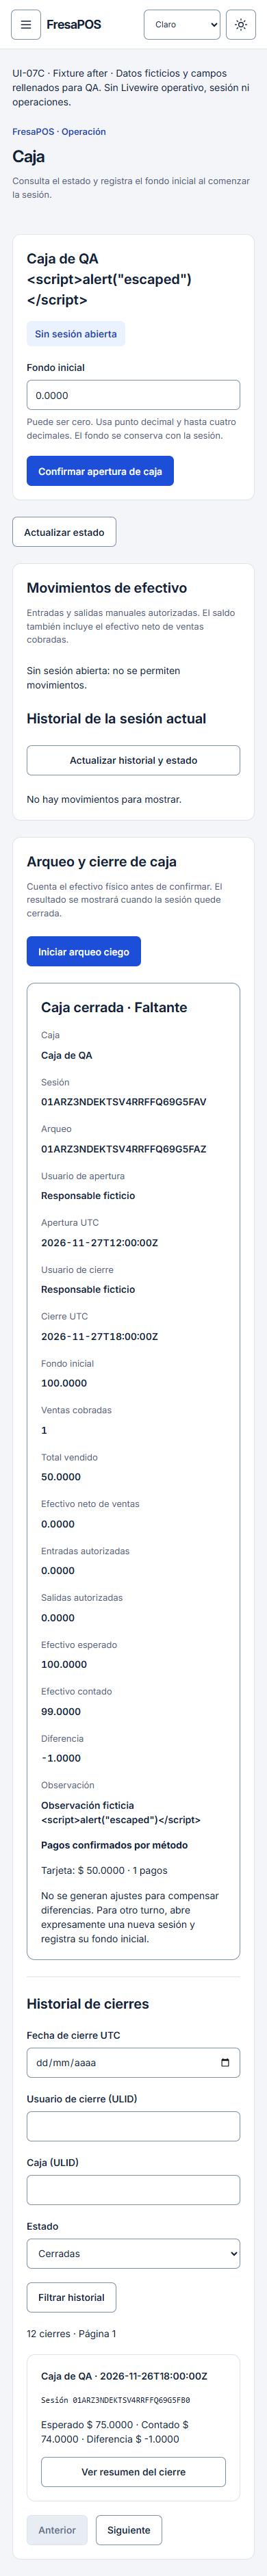 FresaPOS
Claro
UI-07C · Fixture after · Datos ficticios y campos
rellenados para QA. Sin Livewire operativo, sesión ni
operaciones.
FresaPOS · Operación
Caja
Consulta el estado y registra el fondo inicial al comenzar
la sesión.
Caja de QA
<script>alert("escaped")
</script>
Sin sesión abierta
Fondo inicial
0.0000
Puede ser cero. Usa punto decimal y hasta cuatro
decimales. El fondo se conserva con la sesión.
Confirmar apertura de caja
Actualizar estado
Movimientos de efectivo
Entradas y salidas manuales autorizadas. El saldo
también incluye el efectivo neto de ventas
cobradas.
Sin sesión abierta: no se permiten
movimientos.
Historial de la sesión actual
Actualizar historial y estado
No hay movimientos para mostrar.
Arqueo y cierre de caja
Cuenta el efectivo físico antes de confirmar. El
resultado se mostrará cuando la sesión quede
cerrada.
Iniciar arqueo ciego
Caja cerrada · Faltante
Caja
Caja de QA
Sesión
01ARZ3NDEKTSV4RRFFQ69G5FAV
Arqueo
01ARZ3NDEKTSV4RRFFQ69G5FAZ
Usuario de apertura
Responsable ficticio
Apertura UTC
2026-11-27T12:00:00Z
Usuario de cierre
Responsable ficticio
Cierre UTC
2026-11-27T18:00:00Z
Fondo inicial
100.0000
Ventas cobradas
1
Total vendido
50.0000
Efectivo neto de ventas
0.0000
Entradas autorizadas
0.0000
Salidas autorizadas
0.0000
Efectivo esperado
100.0000
Efectivo contado
99.0000
Diferencia
-1.0000
Observación
Observación ficticia
<script>alert("escaped")</script>
Pagos confirmados por método
Tarjeta: $ 50.0000 · 1 pagos
No se generan ajustes para compensar
diferencias. Para otro turno, abre
expresamente una nueva sesión y
registra su fondo inicial.
Historial de cierres
Fecha de cierre UTC
dd/mm/aaaa
Usuario de cierre (ULID)
Caja (ULID)
Estado
Cerradas
Filtrar historial
12 cierres · Página 1
Caja de QA · 2026-11-26T18:00:00Z
Sesión 01ARZ3NDEKTSV4RRFFQ69G5FB0
Esperado $ 75.0000 · Contado $
74.0000 · Diferencia $ -1.0000
Ver resumen del cierre
Anterior
Siguiente